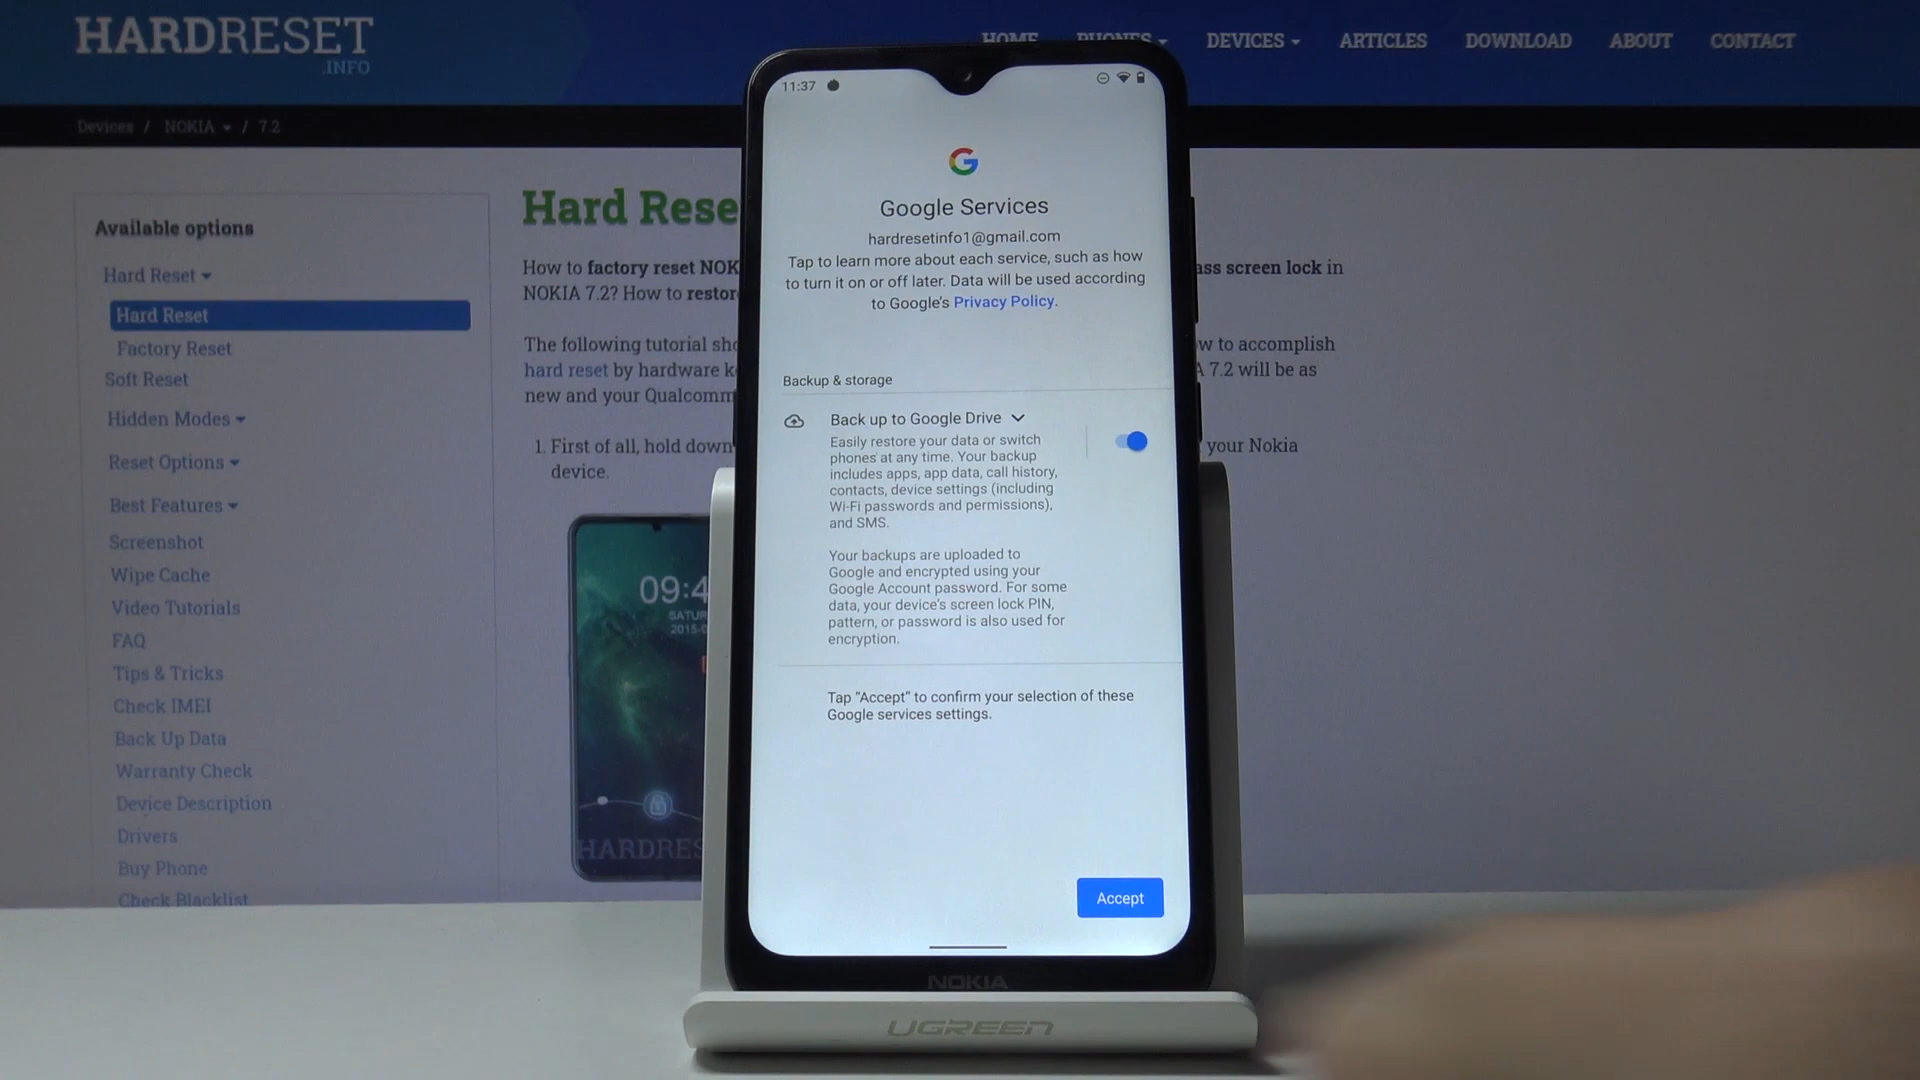 HARDRESET
.INFO
HOME PHONES DEVICES ARTICLES DOWNLOAD ABOUT CONTACT
Devices / NOKIA / 7.2
Available options
Hard Reset
Hard Reset
Factory Reset
Soft Reset
Hidden Modes
Reset Options
Best Features
Screenshot
Wipe Cache
Video Tutorials
FAQ
Tips & Tricks
Check IMEI
Back Up Data
Warranty Check
Device Description
Drivers
Buy Phone
Check Blacklist
Hard Rese
How to factory reset NOK
ass screen lock in
NOKIA 7.2? How to restor
The following tutorial sho
w to accomplish
hard reset by hardware k
A 7.2 will be as
new and your Qualcomm
1. First of all, hold down
your Nokia
device.
09:4
SATUR
2015-0
HARDRES
11:37
Google Services
hardresetinfo1@gmail.com
Tap to learn more about each service, such as how
to turn it on or off later. Data will be used according
to Google's Privacy Policy.
Backup & storage
Back up to Google Drive
Easily restore your data or switch
phones at any time. Your backup
includes apps, app data, call history,
contacts, device settings (including
Wi-Fi passwords and permissions),
and SMS.
Your backups are uploaded to
Google and encrypted using your
Google Account password. For some
data, your device's screen lock PIN,
pattern, or password is also used for
encryption.
Tap "Accept" to confirm your selection of these
Google services settings.
Accept
NOKIA
UGREEN